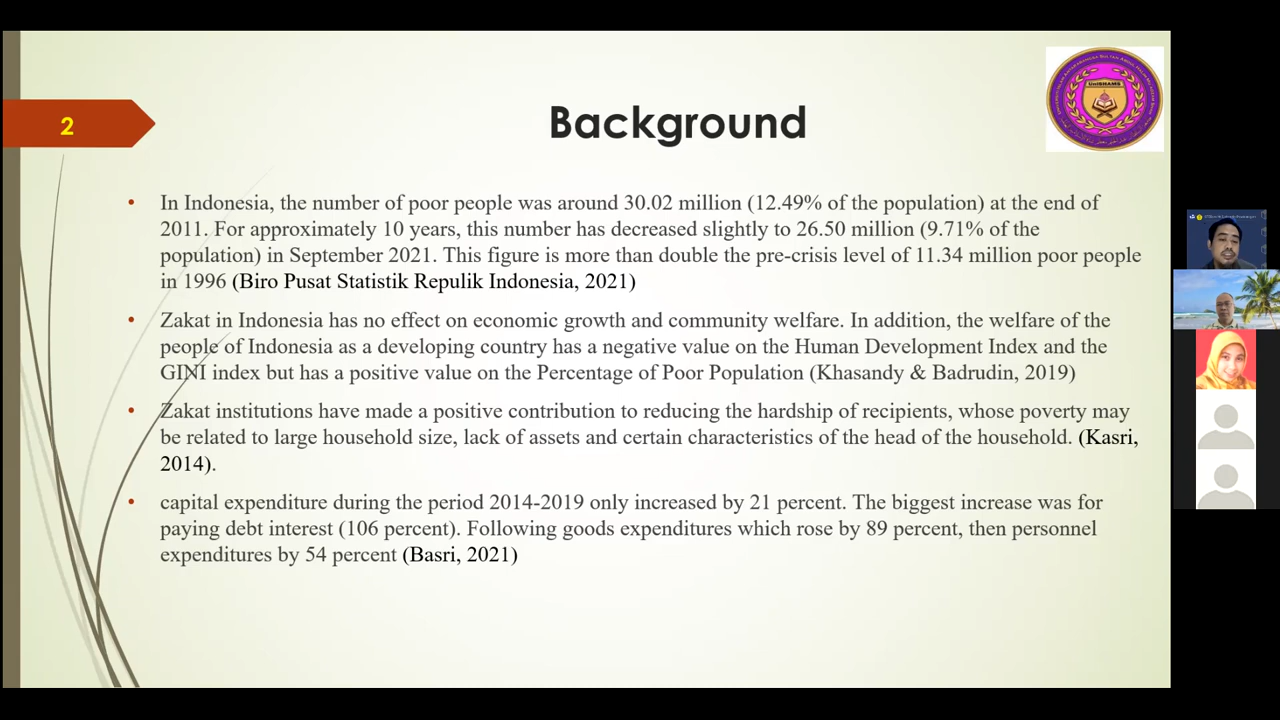 2
Background
UniSHAMS
• In Indonesia, the number of poor people was around 30.02 million (12.49% of the population) at the end of
2011. For approximately 10 years, this number has decreased slightly to 26.50 million (9.71% of the
population) in September 2021. This figure is more than double the pre-crisis level of 11.34 million poor people
in 1996 (Biro Pusat Statistik Repulik Indonesia, 2021)
• Zakat in Indonesia has no effect on economic growth and community welfare. In addition, the welfare of the
people of Indonesia as a developing country has a negative value on the Human Development Index and the
GINI index but has a positive value on the Percentage of Poor Population (Khasandy & Badrudin, 2019)
• Zakat institutions have made a positive contribution to reducing the hardship of recipients, whose poverty may
be related to large household size, lack of assets and certain characteristics of the head of the household. (Kasri,
2014).
• capital expenditure during the period 2014-2019 only increased by 21 percent. The biggest increase was for
paying debt interest (106 percent). Following goods expenditures which rose by 89 percent, then personnel
expenditures by 54 percent (Basri, 2021)